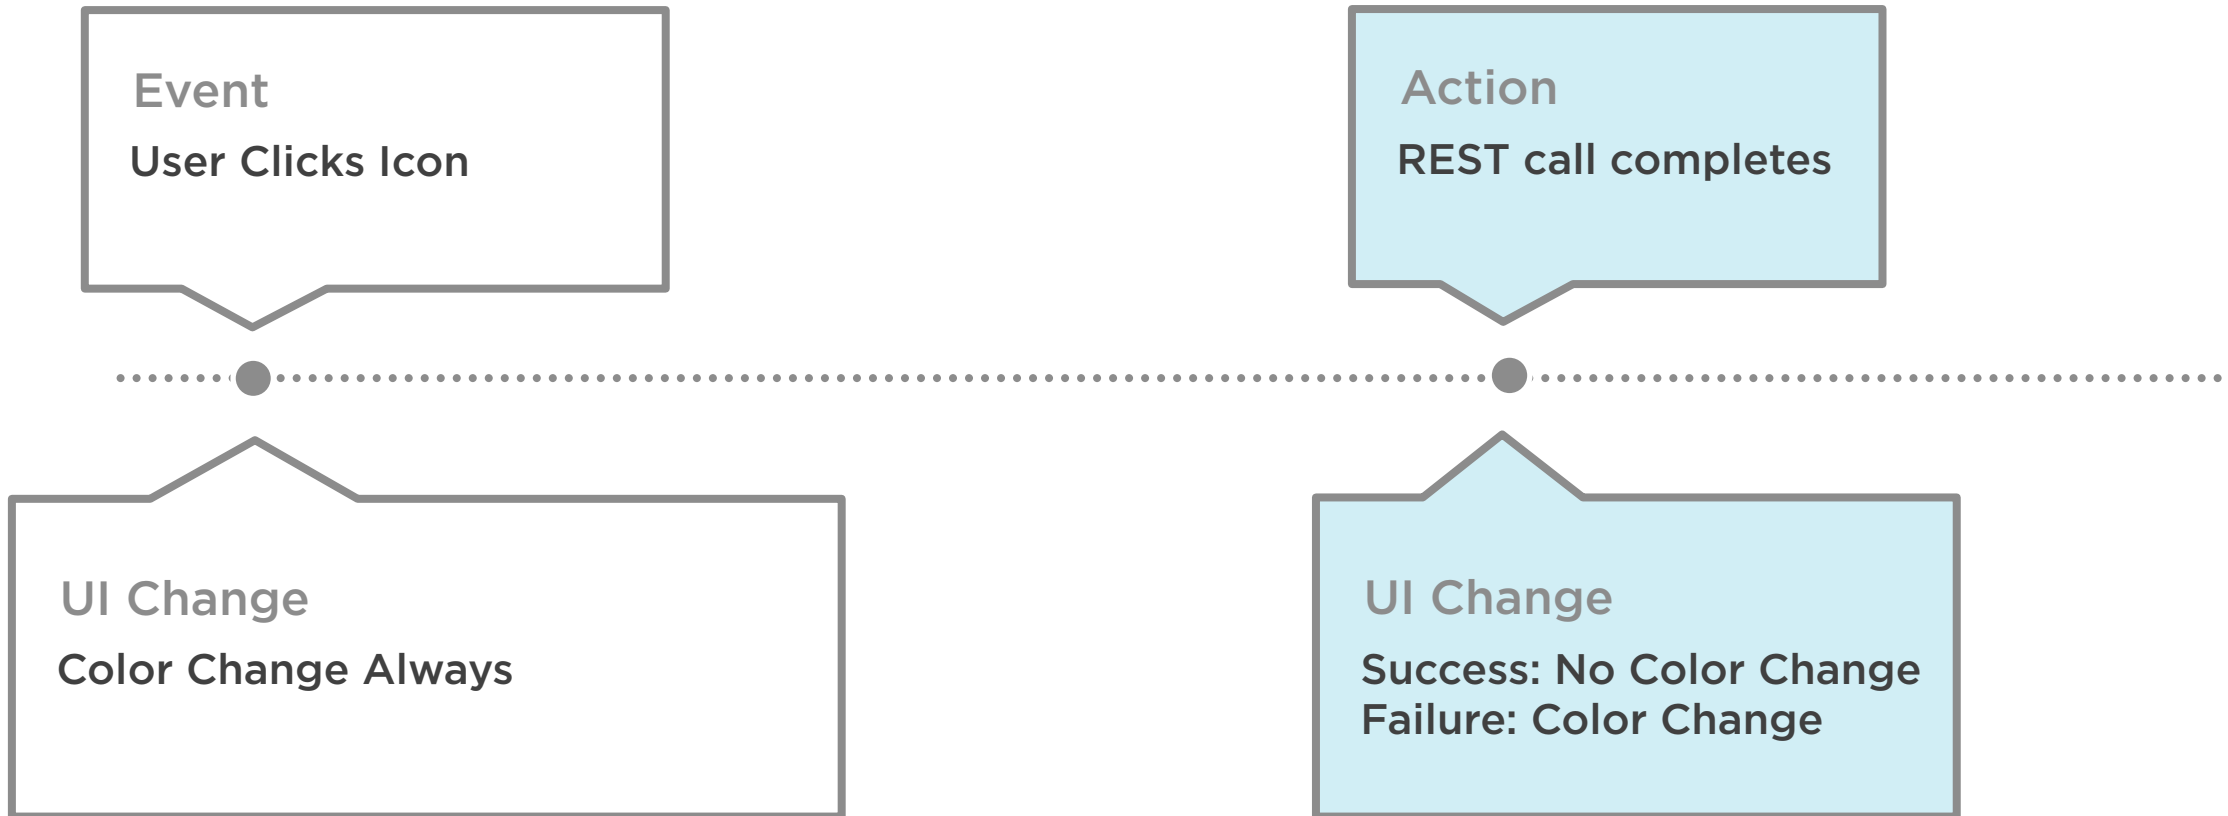 Event
User Clicks Icon
Action
REST call completes
UI Change
Color Change Always
UI Change
Success: No Color Change
Failure: Color Change